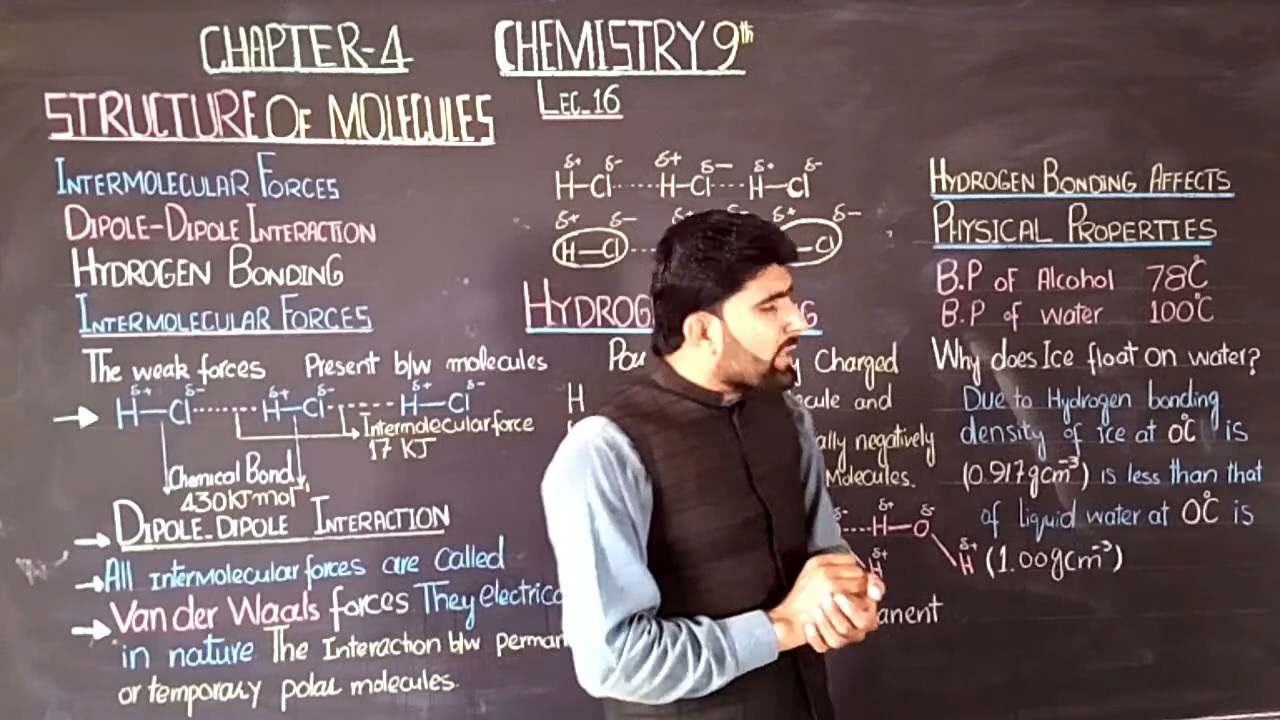 CHAPTER-4 CHEMISTRY 9th
STRUCTURE OF MOLECULES LEC_16
INTERMOLECULAR FORCES
DIPOLE-DIPOLE INTERACTION
HYDROGEN BONDING
INTERMOLECULAR FORCES
The weak forces Present b/w molecules
δ+ δ- δ+ δ- δ+ δ-
H—Cl........H—Cl-------H—Cl
Intermolecular force
17 KJ
Chemical Bond
430KJmol-1
DIPOLE_DIPOLE INTERACTION
All intermolecular forces are called
Van der Waals forces They electrica
in nature The Interaction b/w perman
or temporary polar molecules.
δ+ δ- δ+ δ- δ+ δ-
H—Cl......H—Cl.....H—Cl
δ+ δ- δ+ δ+ δ-
H—Cl —Cl
HYDROG G
y Charged
H cule and
ally negatively
Molecules.
δ- δ+ δ-
H—O
δ+ δ+
H H
anent
HYDROGEN BONDING AFFECTS
PHYSICAL PROPERTIES
B.P of Alcohol 78°C
B.P of water 100°C
Why does Ice float on water?
Due to Hydrogen bonding
density of ice at 0°C is
(0.917gcm-3) is less than that
of liquid water at 0°C is
(1.00gcm-3)